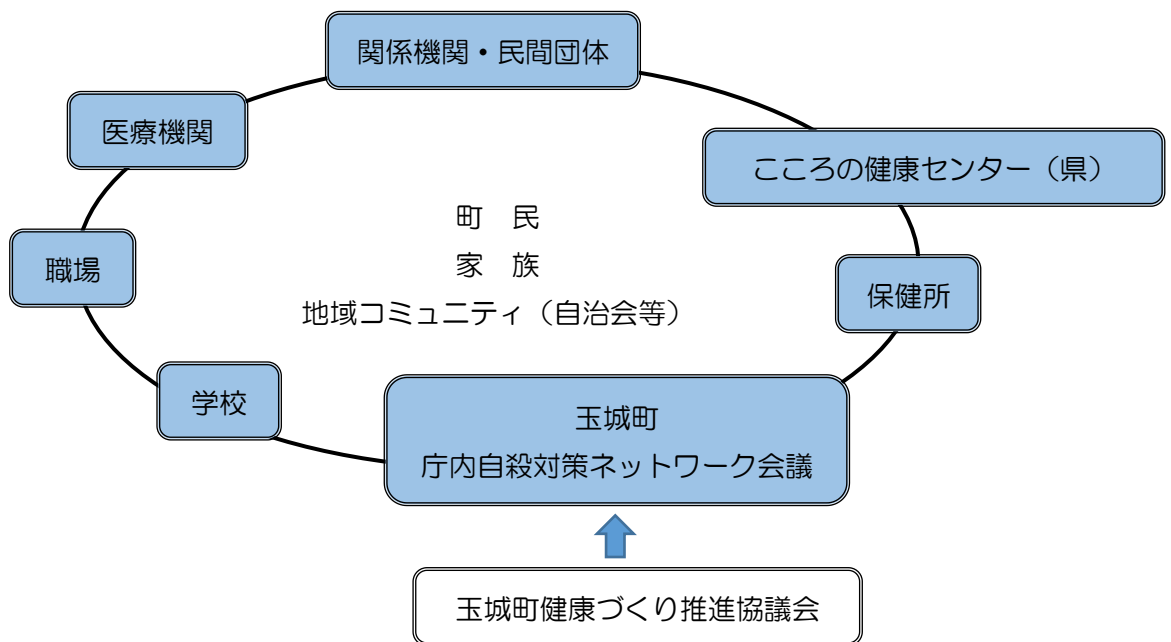 関係機関・民間団体
医療機関
こころの健康センター（県）
町　民
家　族
地域コミュニティ（自治会等）
職場
保健所
学校
玉城町
庁内自殺対策ネットワーク会議
玉城町健康づくり推進協議会